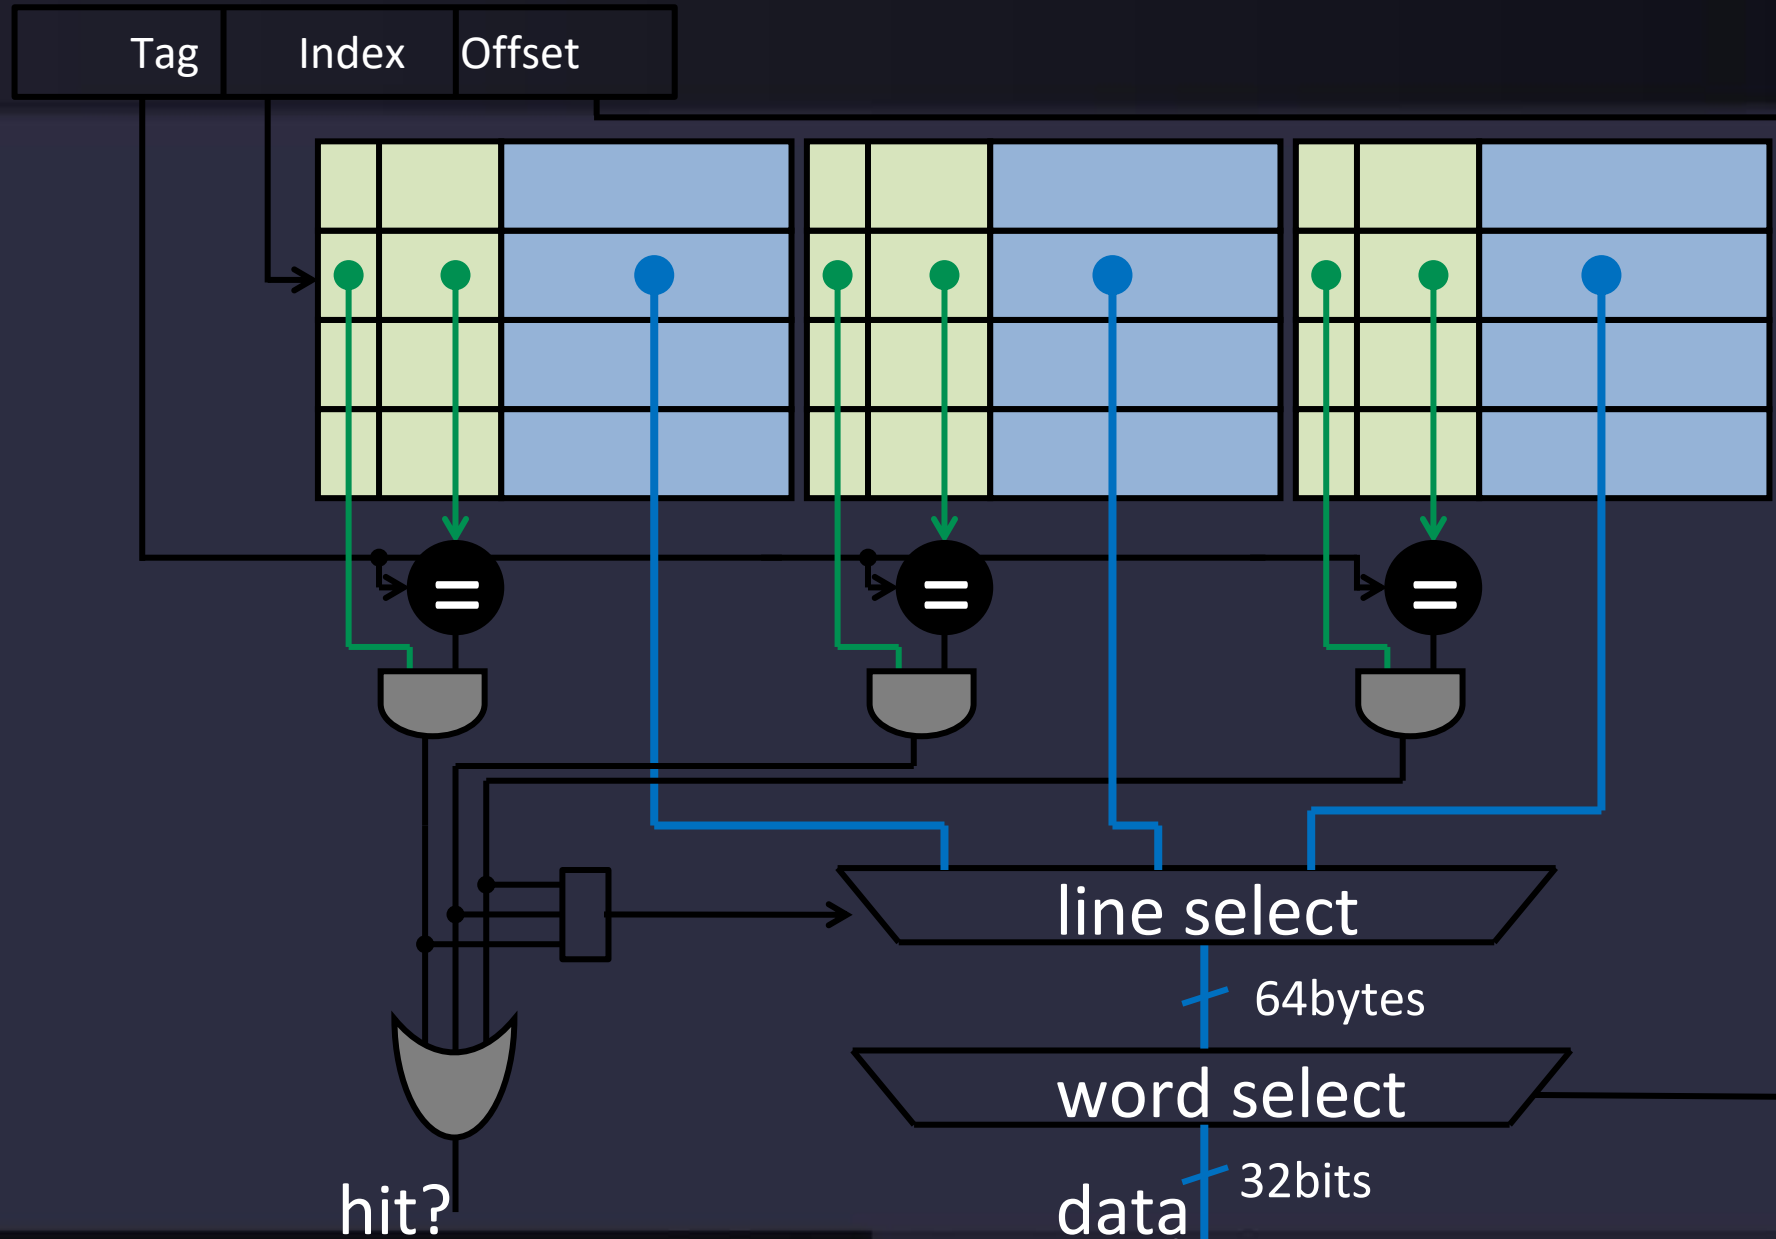 Tag Index Offset
=
=
=
line select
64bytes
word select
32bits
hit?
data